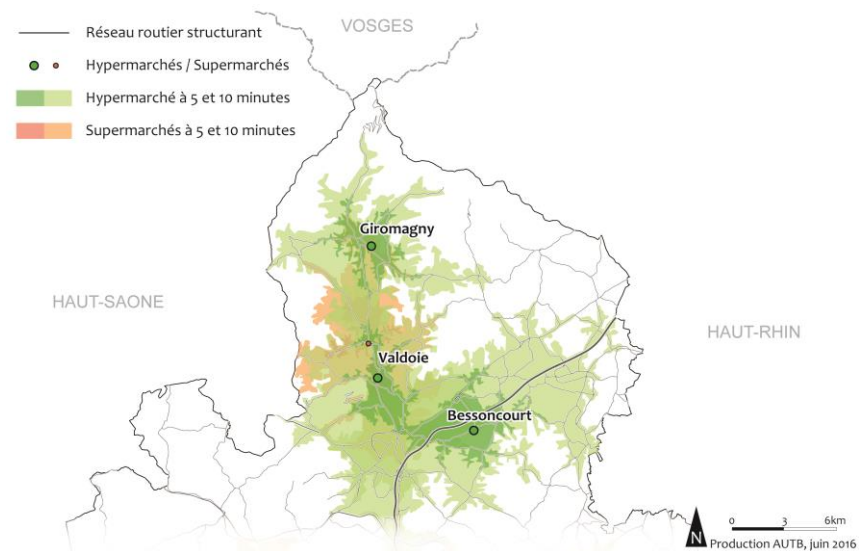 VOSGES
Réseau routier structurant
Hypermarchés / Supermarchés
Hypermarché à 5 et 10 minutes
Supermarchés à 5 et 10 minutes
Giromagny
HAUT-SAONE
HAUT-RHIN
Valdoie
Bessoncourt
N
0 3 6km
Production AUTB, juin 2016